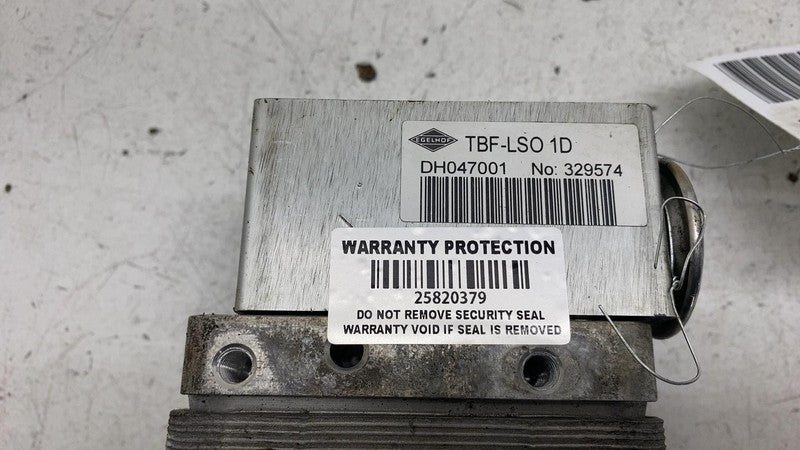 EGELHOF
TBF-LSO 1D
DH047001 No: 329574
WARRANTY PROTECTION
25820379
DO NOT REMOVE SECURITY SEAL
WARRANTY VOID IF SEAL IS REMOVED